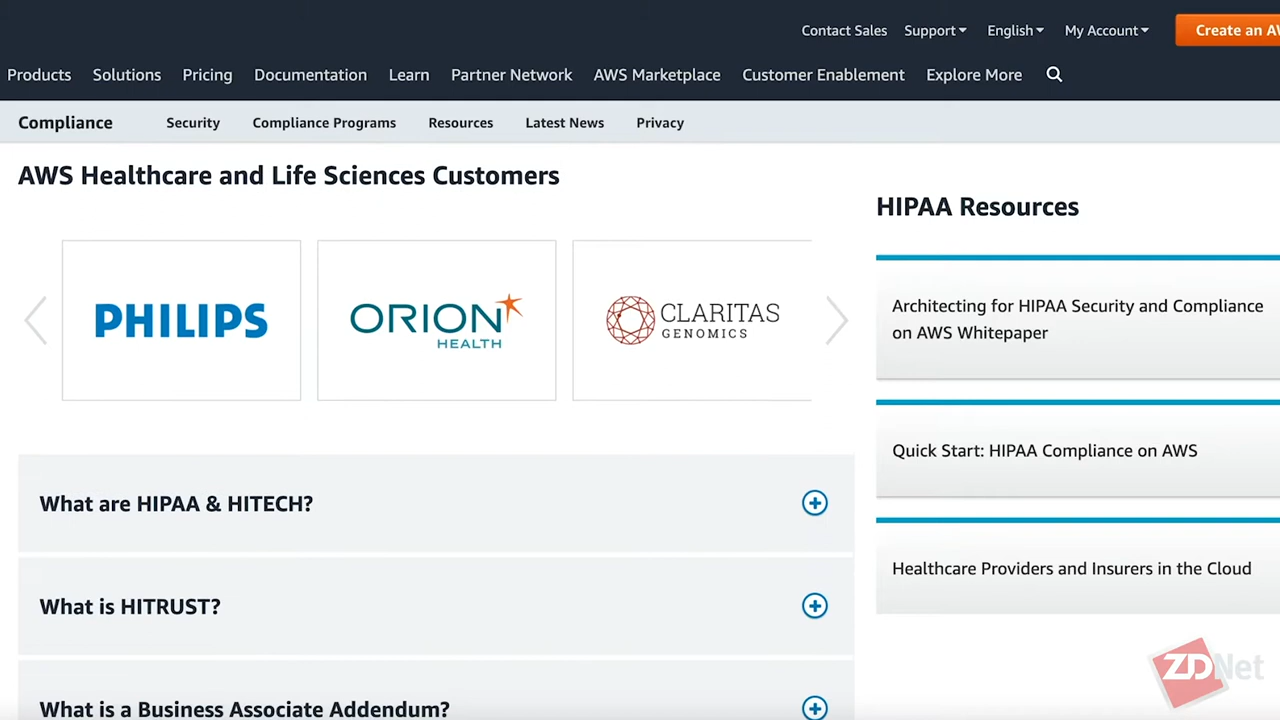 Contact Sales Support English My Account Create an AW
Products Solutions Pricing Documentation Learn Partner Network AWS Marketplace Customer Enablement Explore More
Compliance Security Compliance Programs Resources Latest News Privacy
AWS Healthcare and Life Sciences Customers
PHILIPS
ORION
HEALTH
CLARITAS
GENOMICS
What are HIPAA & HITECH?
What is HITRUST?
What is a Business Associate Addendum?
HIPAA Resources
Architecting for HIPAA Security and Compliance
on AWS Whitepaper
Quick Start: HIPAA Compliance on AWS
Healthcare Providers and Insurers in the Cloud
ZDNet